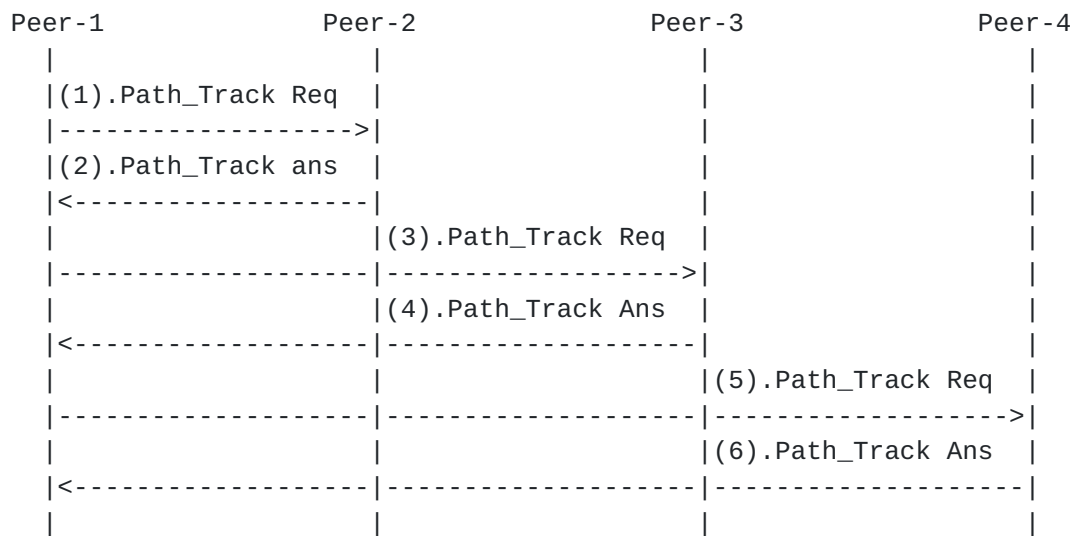 Peer-1 Peer-2 Peer-3 Peer-4
(1).Path_Track Req
(2).Path_Track ans
(3).Path_Track Req
(4).Path_Track Ans
(5).Path_Track Req
(6).Path_Track Ans